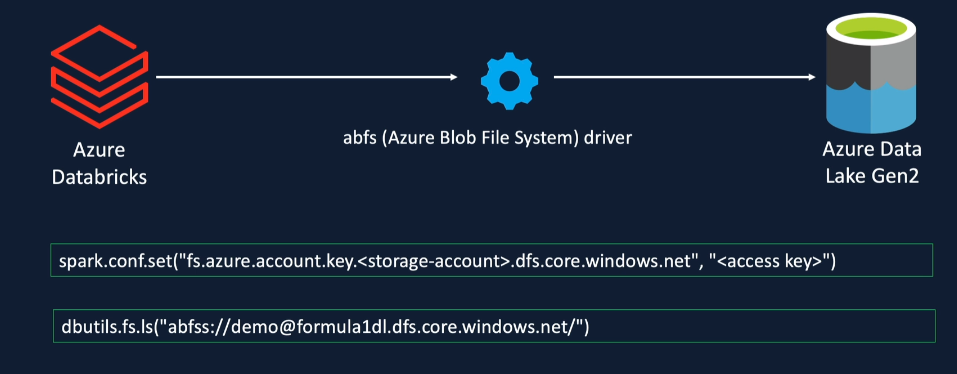 abfs (Azure Blob File System) driver
Azure
Databricks
Azure Data
Lake Gen2
spark.conf.set("fs.azure.account.key.<storage-account>.dfs.core.windows.net", "<access key>")
dbutils.fs.ls("abfss://demo@formula1dl.dfs.core.windows.net/")